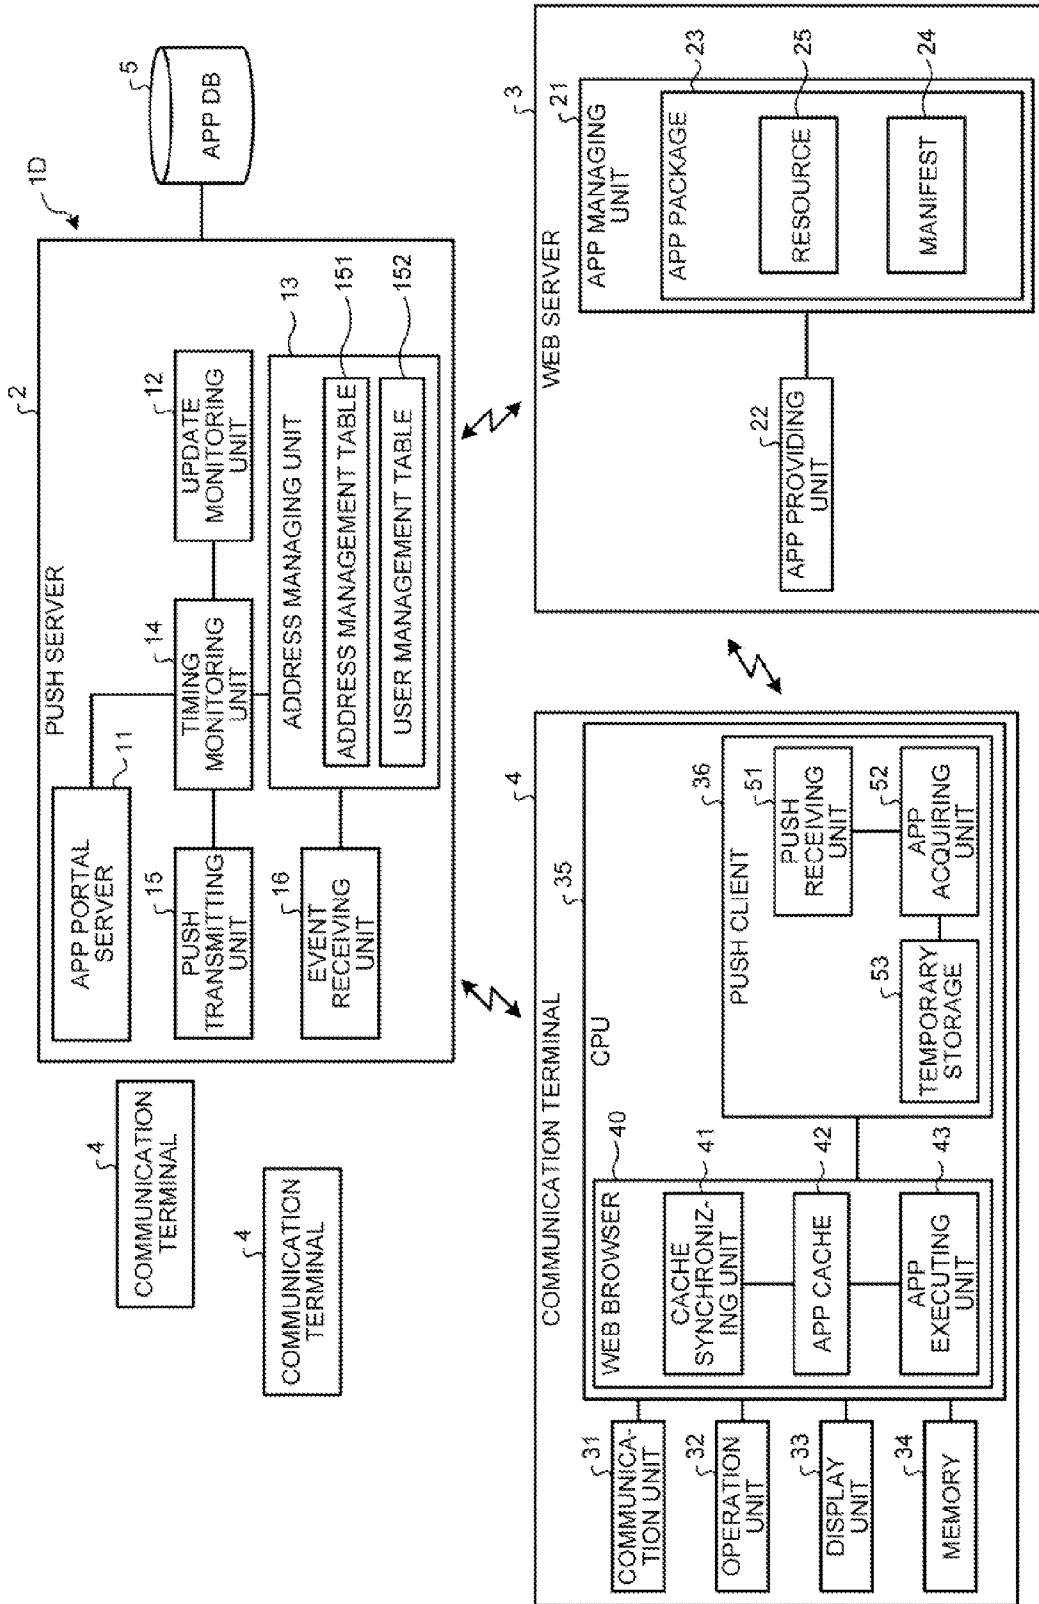 1D
2
PUSH SERVER
APP PORTAL
SERVER
11
14
TIMING
MONITORING
UNIT
12
UPDATE
MONITORING
UNIT
15
PUSH
TRANSMITTING
UNIT
16
EVENT
RECEIVING
UNIT
13
ADDRESS MANAGING UNIT
ADDRESS MANAGEMENT TABLE
151
USER MANAGEMENT TABLE
152
5
APP DB
4
COMMUNICATION
TERMINAL
4
COMMUNICATION
TERMINAL
4
COMMUNICATION TERMINAL
31
COMMUNICA-
TION UNIT
32
OPERATION
UNIT
33
DISPLAY
UNIT
34
MEMORY
35
CPU
WEB BROWSER
40
CACHE
SYNCHRONIZ-
ING UNIT
41
APP CACHE
42
APP
EXECUTING
UNIT
43
36
PUSH CLIENT
51
PUSH
RECEIVING
UNIT
52
APP
ACQUIRING
UNIT
53
TEMPORARY
STORAGE
3
WEB SERVER
22
APP PROVIDING
UNIT
21
APP MANAGING
UNIT
APP PACKAGE
23
RESOURCE
25
MANIFEST
24